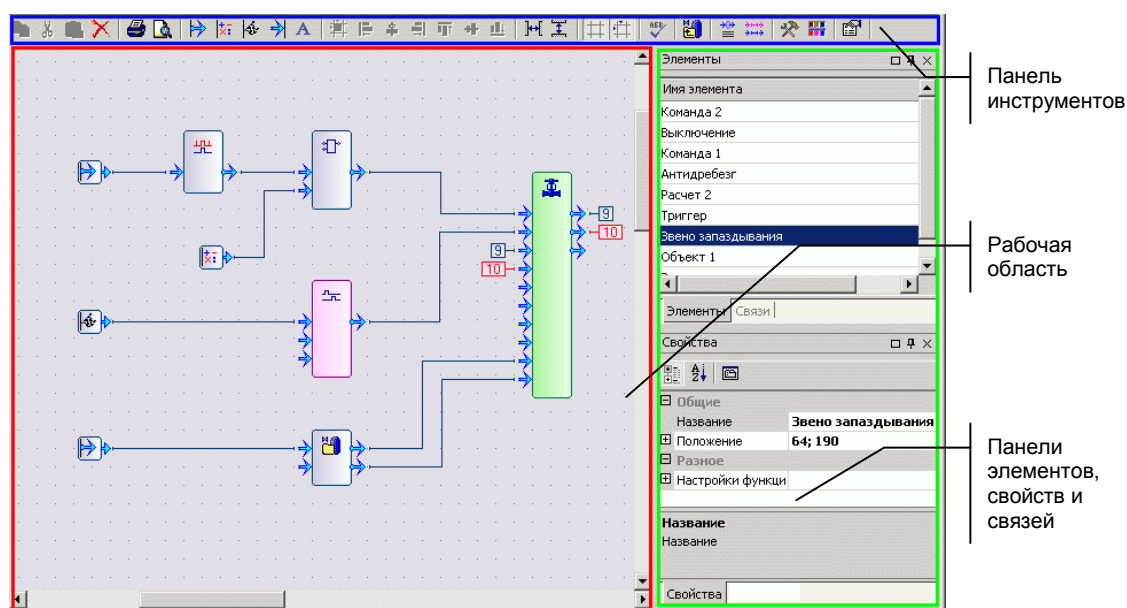 Элементы
Имя элемента
Команда 2
Выключение
Команда 1
Антидребезг
Расчет 2
Триггер
Звено запаздывания
Объект 1
Элементы Связи
Свойства
Общие
Название Звено запаздывания
Положение 64; 190
Разное
Настройки функци
Название
Название
Свойства
9
10
9
10
Панель
инструментов
Рабочая
область
Панели
элементов,
свойств и
связей